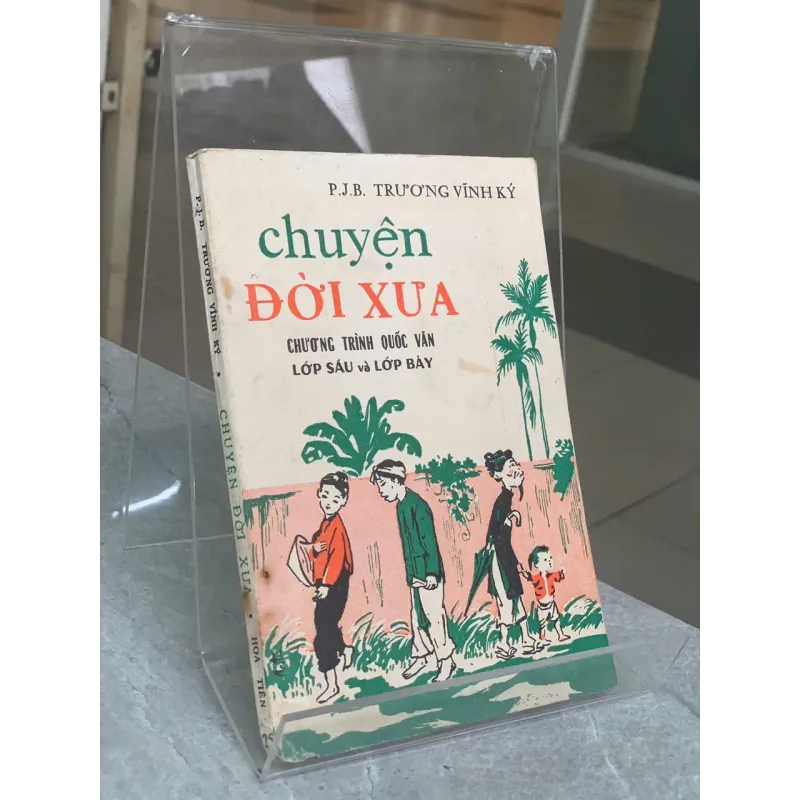 P.J.B. TRƯƠNG VĨNH KÝ
chuyện
ĐỜI XƯA
CHƯƠNG TRÌNH QUỐC VĂN
LỚP SÁU và LỚP BẢY
P.J.B. TRƯƠNG VĨNH KÝ • CHUYỆN ĐỜI XƯA • HOA TIÊN